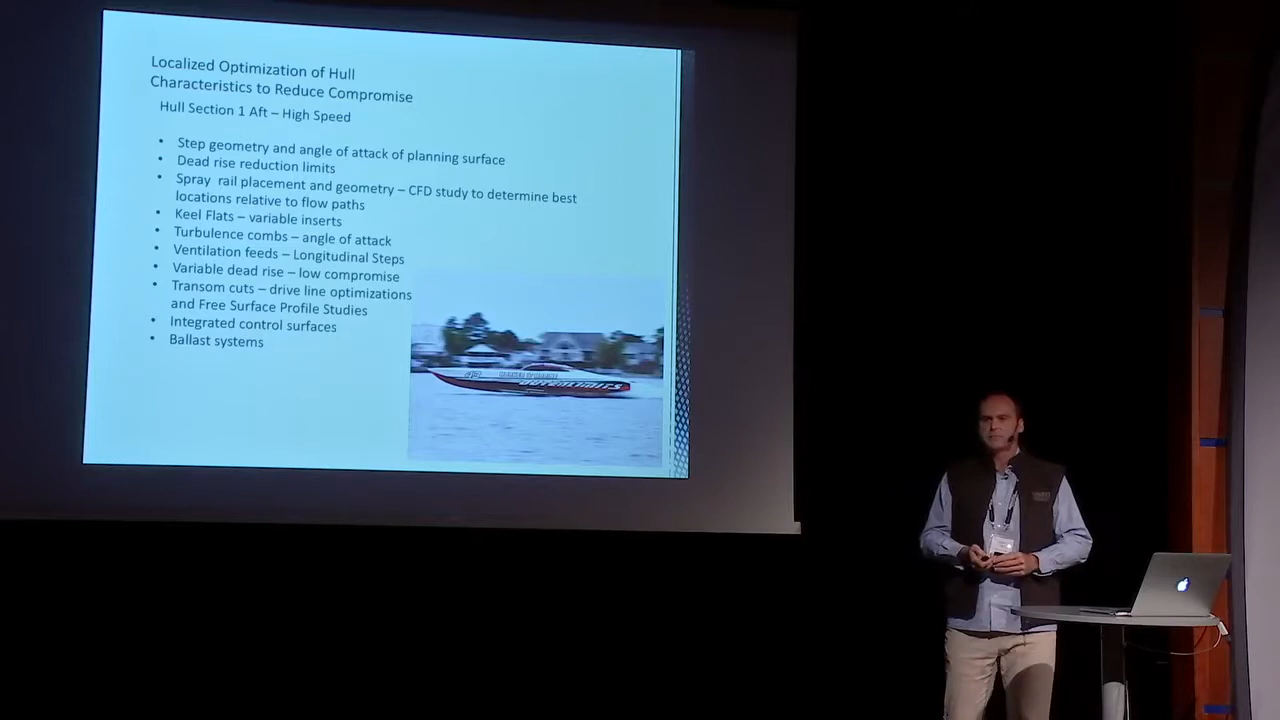 Localized Optimization of Hull
Characteristics to Reduce Compromise
Hull Section 1 Aft – High Speed
• Step geometry and angle of attack of planning surface
• Dead rise reduction limits
• Spray rail placement and geometry – CFD study to determine best
locations relative to flow paths
• Keel Flats – variable inserts
• Turbulence combs – angle of attack
• Ventilation feeds – Longitudinal Steps
• Variable dead rise – low compromise
• Transom cuts – drive line optimizations
and Free Surface Profile Studies
• Integrated control surfaces
• Ballast systems
OUTERLIMITS